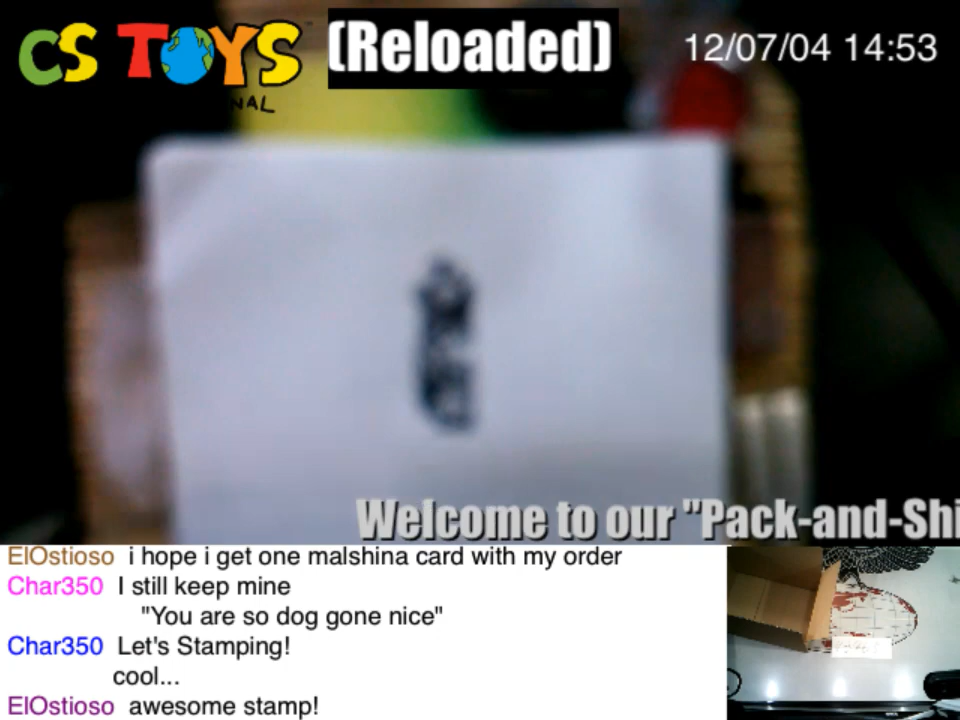 CS TOYS™ (Reloaded) 12/07/04 14:53
NAL
Welcome to our "Pack-and-Shi
ElOstioso i hope i get one malshina card with my order
Char350 I still keep mine
"You are so dog gone nice"
Char350 Let's Stamping!
cool...
ElOstioso awesome stamp!